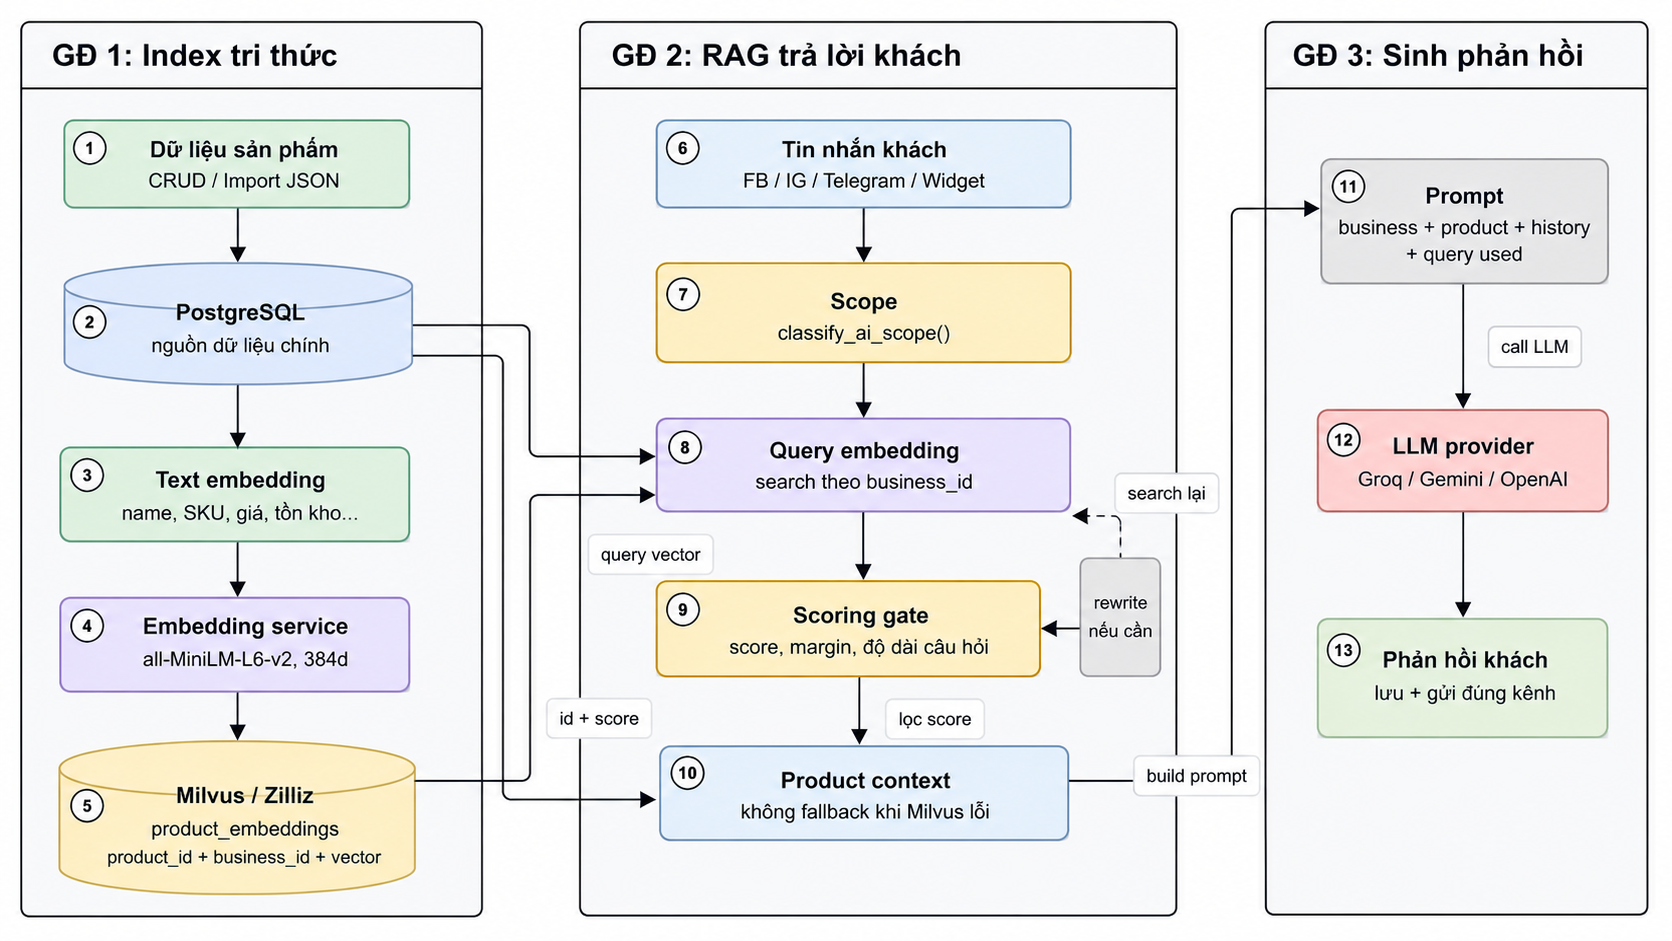 GĐ 1: Index tri thức
1
Dữ liệu sản phẩm
CRUD / Import JSON
2
PostgreSQL
nguồn dữ liệu chính
3
Text embedding
name, SKU, giá, tồn kho...
4
Embedding service
all-MiniLM-L6-v2, 384d
5
Milvus / Zilliz
product_embeddings
product_id + business_id + vector
GĐ 2: RAG trả lời khách
6
Tin nhắn khách
FB / IG / Telegram / Widget
7
Scope
classify_ai_scope()
8
Query embedding
search theo business_id
search lại
query vector
9
Scoring gate
score, margin, độ dài câu hỏi
rewrite
nếu cần
id + score
lọc score
10
Product context
không fallback khi Milvus lỗi
build prompt
GĐ 3: Sinh phản hồi
11
Prompt
business + product + history
+ query used
call LLM
12
LLM provider
Groq / Gemini / OpenAI
13
Phản hồi khách
lưu + gửi đúng kênh